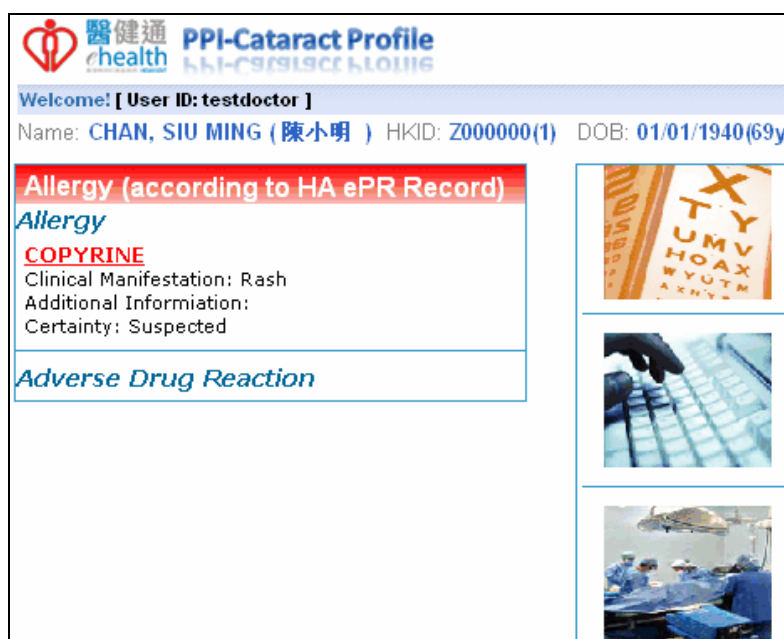 醫健通
ehealth
PPI-Cataract Profile
Welcome! [ User ID: testdoctor ]
Name: CHAN, SIU MING ( 陳小明 ) HKID: Z000000(1) DOB: 01/01/1940(69y
Allergy (according to HA ePR Record)
Allergy
COPYRINE
Clinical Manifestation: Rash
Additional Informiation:
Certainty: Suspected
Adverse Drug Reaction
X
T Y
U M V
H O A X
W Y U T M